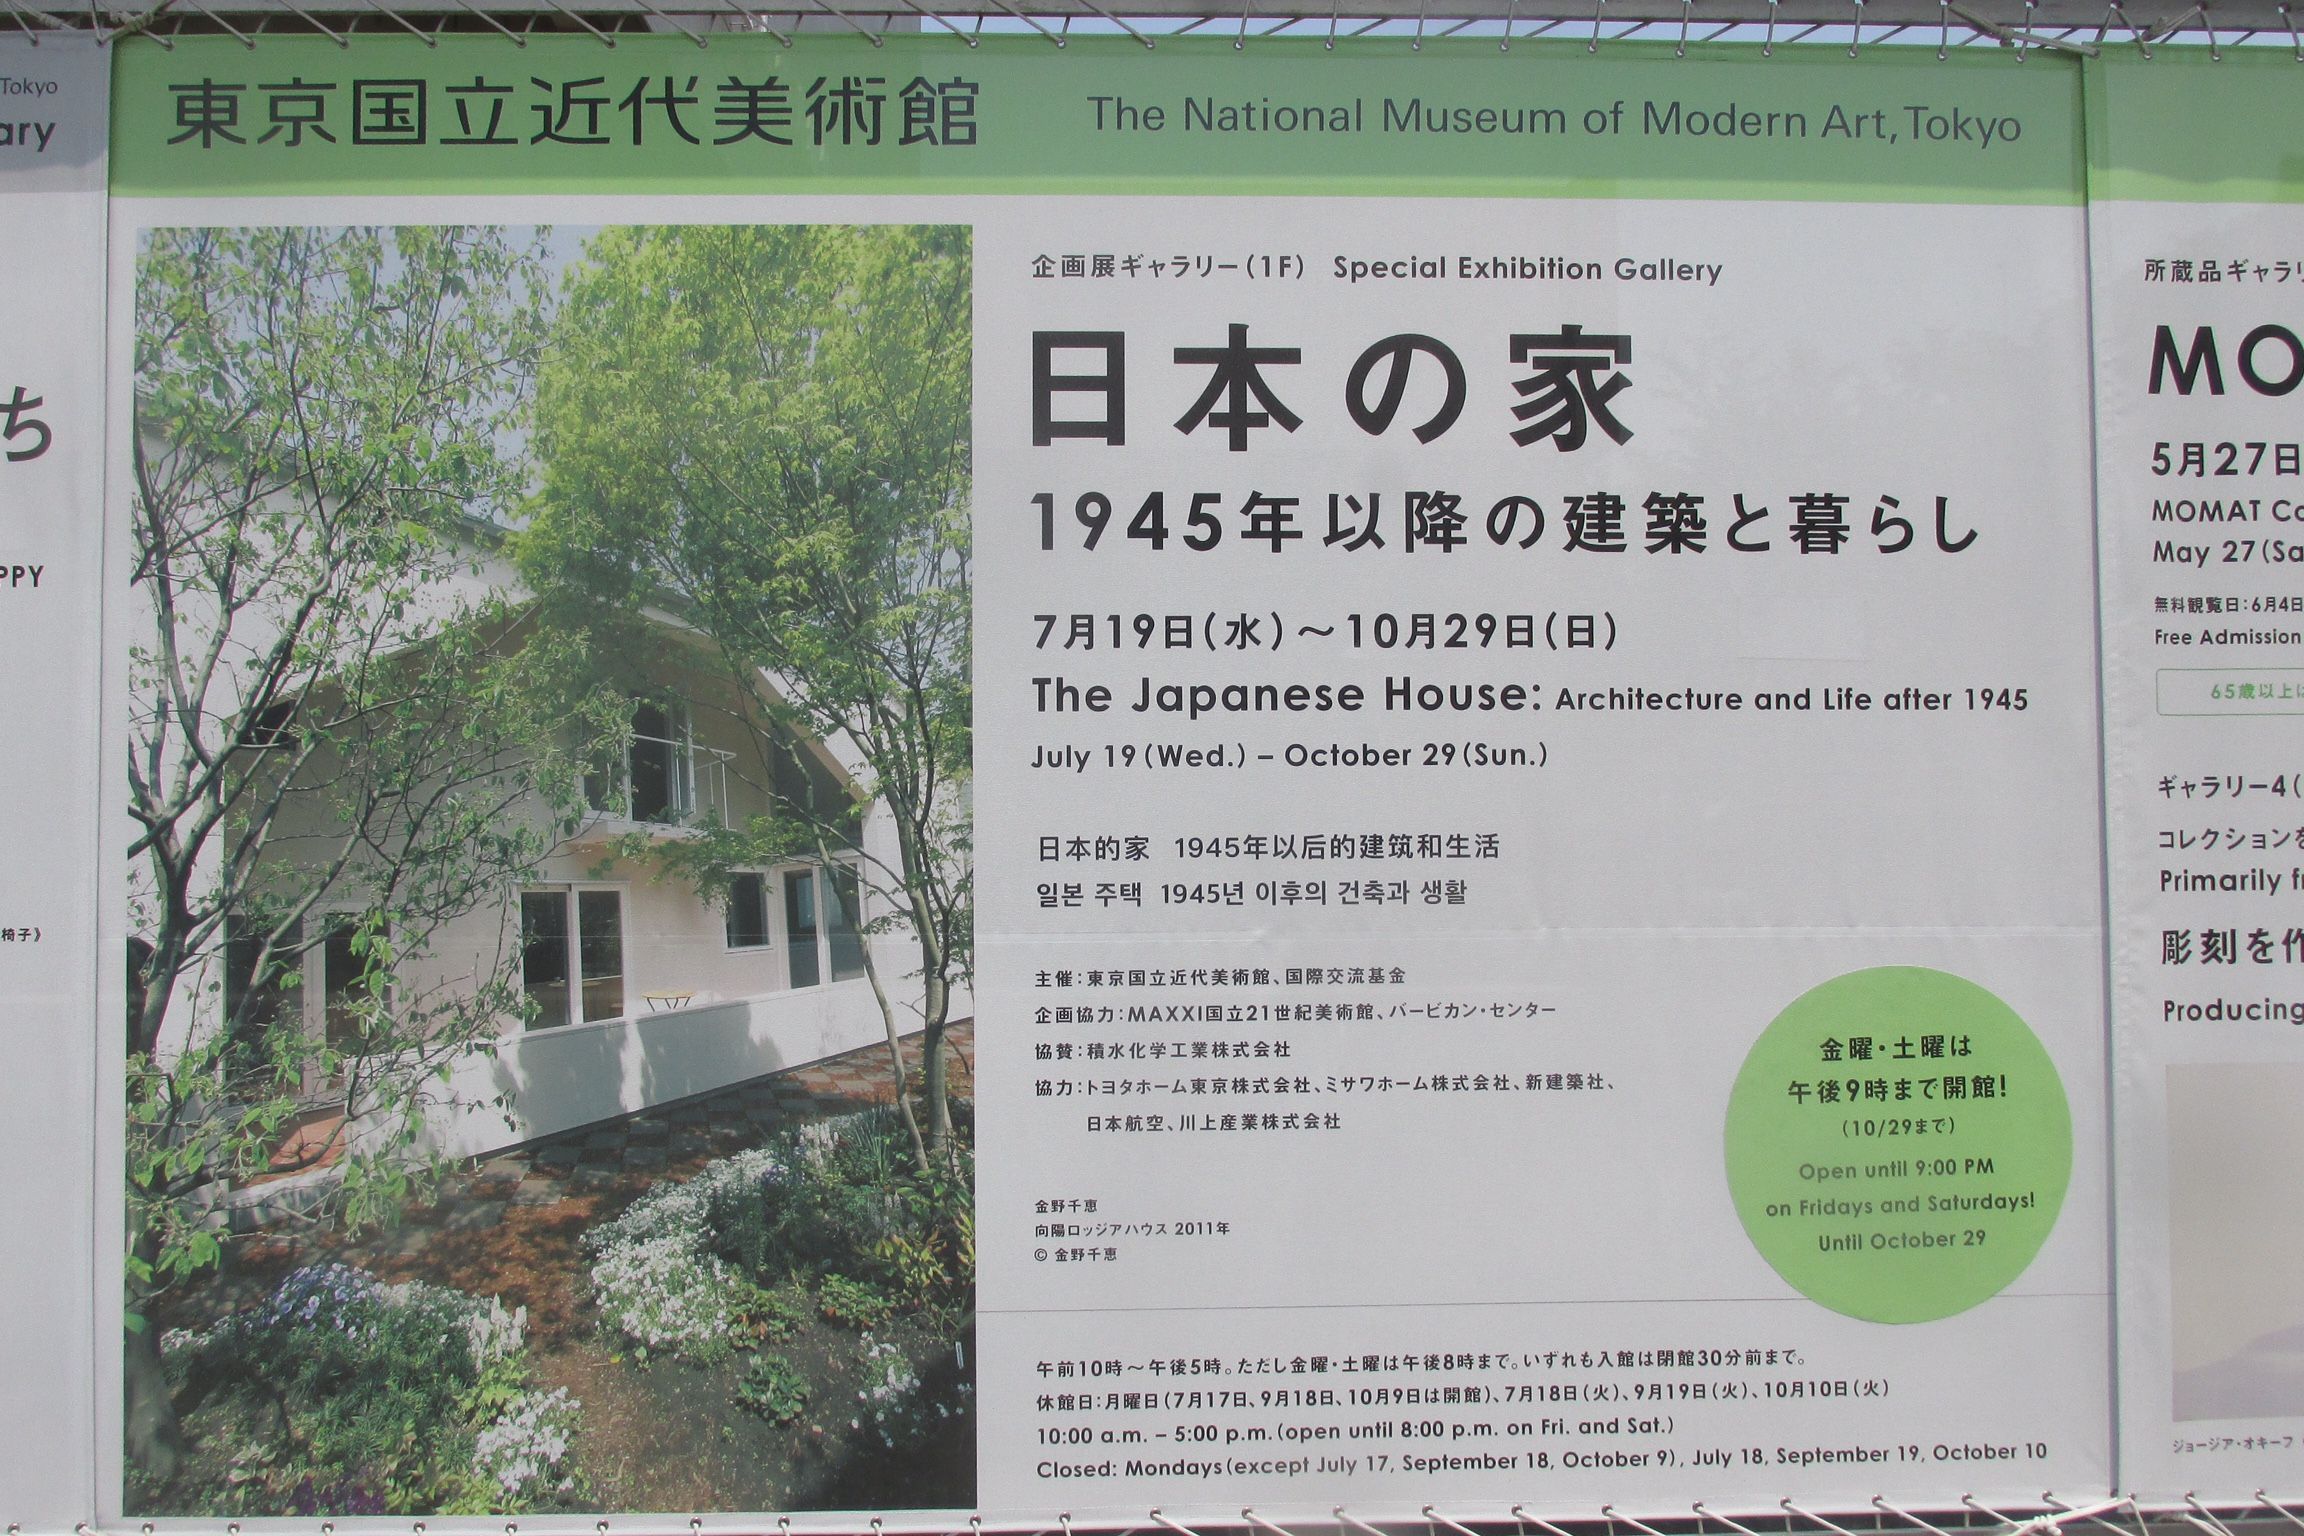 Tokyo
ary
ち
PPY
椅子》
東京国立近代美術館 The National Museum of Modern Art, Tokyo
企画展ギャラリー(1F) Special Exhibition Gallery
日本の家
1945年以降の建築と暮らし
7月19日(水)～10月29日(日)
The Japanese House: Architecture and Life after 1945
July 19(Wed.) – October 29(Sun.)
日本的家 1945年以后的建筑和生活
일본 주택 1945년 이후의 건축과 생활
主催：東京国立近代美術館、国際交流基金
企画協力：MAXXI国立21世紀美術館、バービカン・センター
協賛：積水化学工業株式会社
協力：トヨタホーム東京株式会社、ミサワホーム株式会社、新建築社、
日本航空、川上産業株式会社
金野千恵
向陽ロッジアハウス 2011年
© 金野千恵
金曜・土曜は
午後9時まで開館!
(10/29まで)
Open until 9:00 PM
on Fridays and Saturdays!
Until October 29
午前10時～午後5時。ただし金曜・土曜は午後8時まで。いずれも入館は閉館30分前まで。
休館日：月曜日(7月17日、9月18日、10月9日は開館)、7月18日(火)、9月19日(火)、10月10日(火)
10:00 a.m. – 5:00 p.m.(open until 8:00 p.m. on Fri. and Sat.)
Closed: Mondays(except July 17, September 18, October 9), July 18, September 19, October 10
所蔵品ギャラリ
MO
5月27日
MOMAT Co
May 27(Sa
無料観覧日：6月4日
Free Admission
65歳以上は
ギャラリー4(
コレクションを
Primarily fr
彫刻を作
Producing
ジョージア・オキーフ